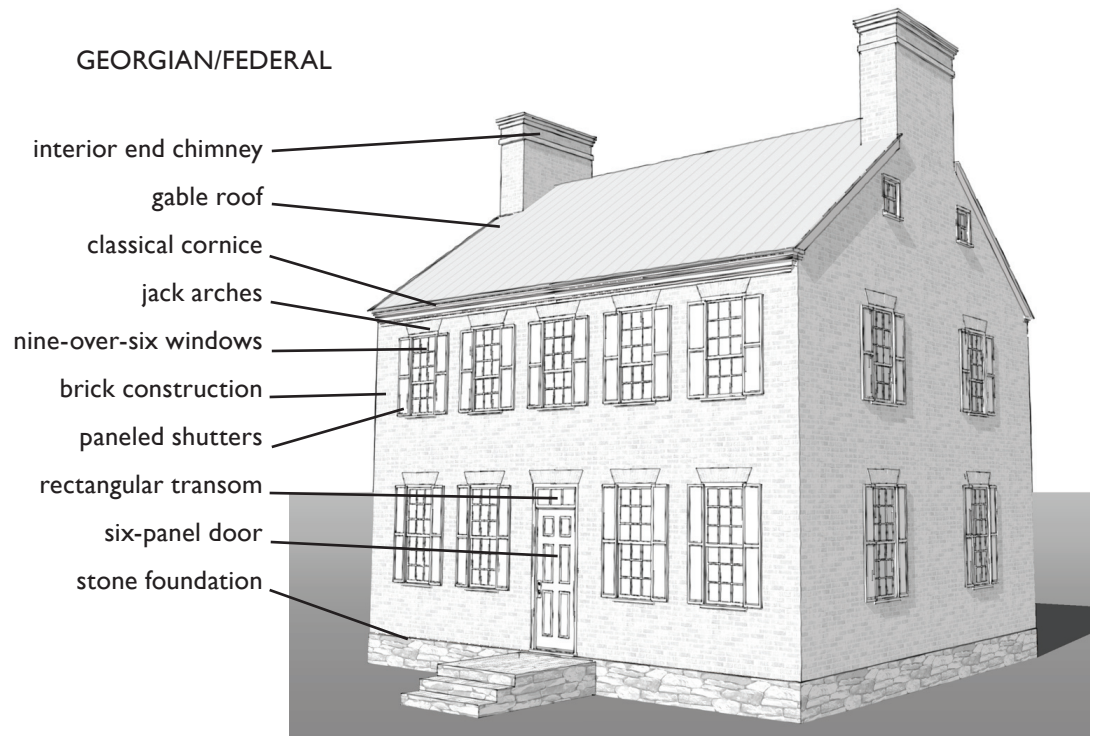 GEORGIAN/FEDERAL
interior end chimney
gable roof
classical cornice
jack arches
nine-over-six windows
brick construction
paneled shutters
rectangular transom
six-panel door
stone foundation